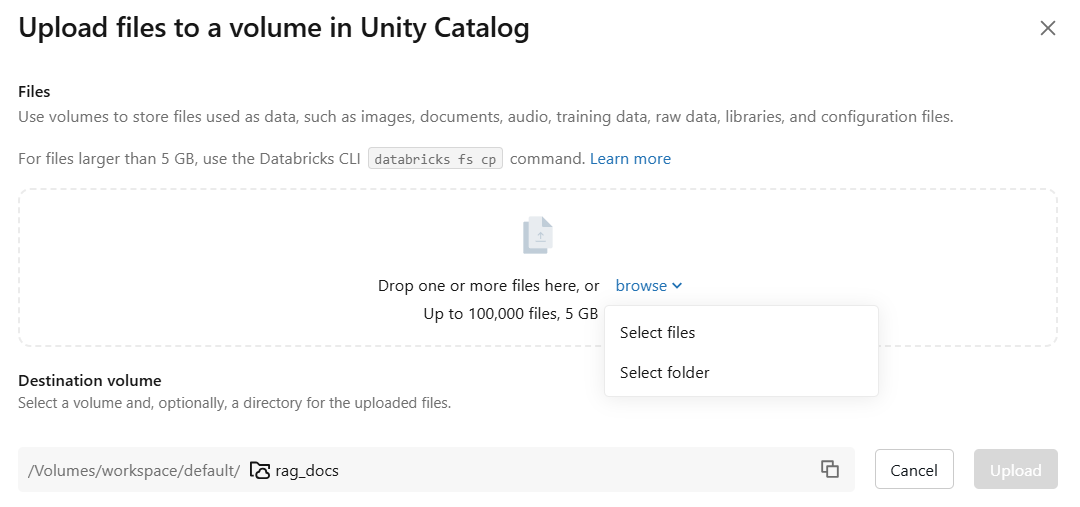 Upload files to a volume in Unity Catalog
Files
Use volumes to store files used as data, such as images, documents, audio, training data, raw data, libraries, and configuration files.
For files larger than 5 GB, use the Databricks CLI databricks fs cp command. Learn more
Drop one or more files here, or browse
Up to 100,000 files, 5 GB
Select files
Select folder
Destination volume
Select a volume and, optionally, a directory for the uploaded files.
/Volumes/workspace/default/ rag_docs Cancel Upload